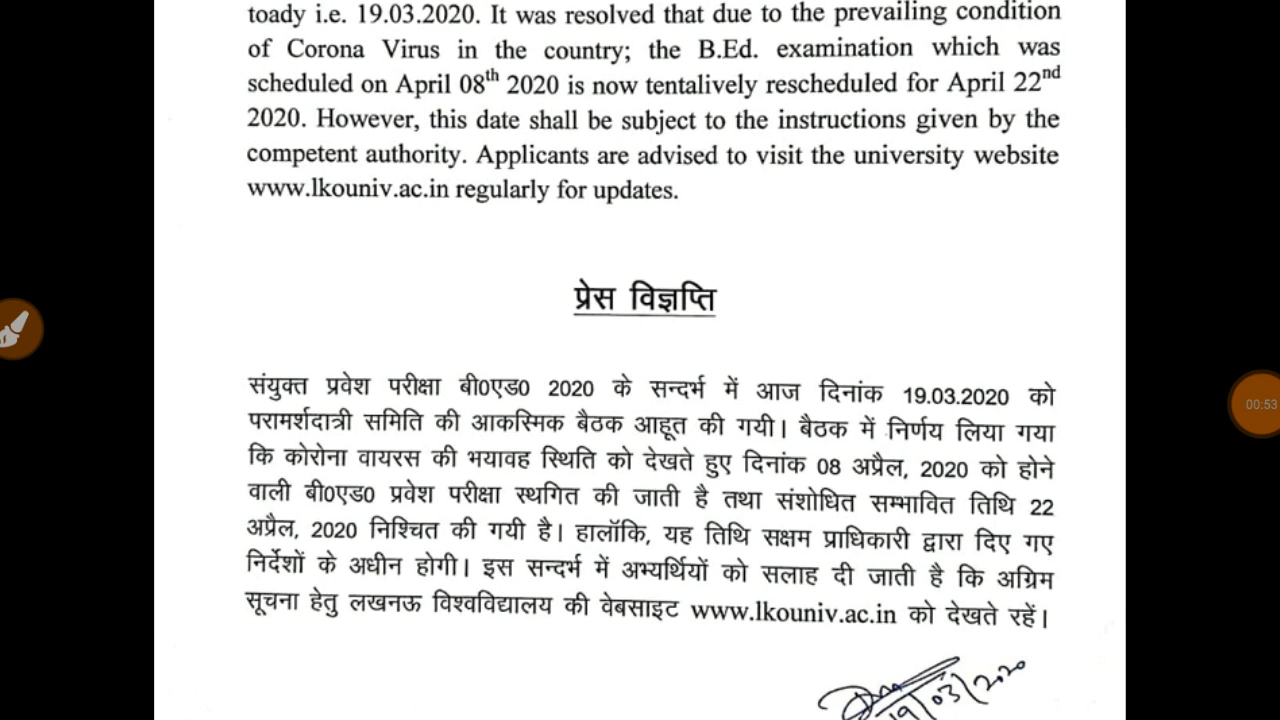 toady i.e. 19.03.2020. It was resolved that due to the prevailing condition
of Corona Virus in the country; the B.Ed. examination which was
scheduled on April 08th 2020 is now tentalively rescheduled for April 22nd
2020. However, this date shall be subject to the instructions given by the
competent authority. Applicants are advised to visit the university website
www.lkouniv.ac.in regularly for updates.
प्रेस विज्ञप्ति
संयुक्त प्रवेश परीक्षा बी0एड0 2020 के सन्दर्भ में आज दिनांक 19.03.2020 को
परामर्शदात्री समिति की आकस्मिक बैठक आहूत की गयी। बैठक में निर्णय लिया गया
कि कोरोना वायरस की भयावह स्थिति को देखते हुए दिनांक 08 अप्रैल, 2020 को होने
वाली बी0एड0 प्रवेश परीक्षा स्थगित की जाती है तथा संशोधित सम्भावित तिथि 22
अप्रैल, 2020 निश्चित की गयी है। हालॉकि, यह तिथि सक्षम प्राधिकारी द्वारा दिए गए
निर्देशों के अधीन होगी। इस सन्दर्भ में अभ्यर्थियों को सलाह दी जाती है कि अग्रिम
सूचना हेतु लखनऊ विश्वविद्यालय की वेबसाइट www.lkouniv.ac.in को देखते रहें।
19/03/2020
00:53